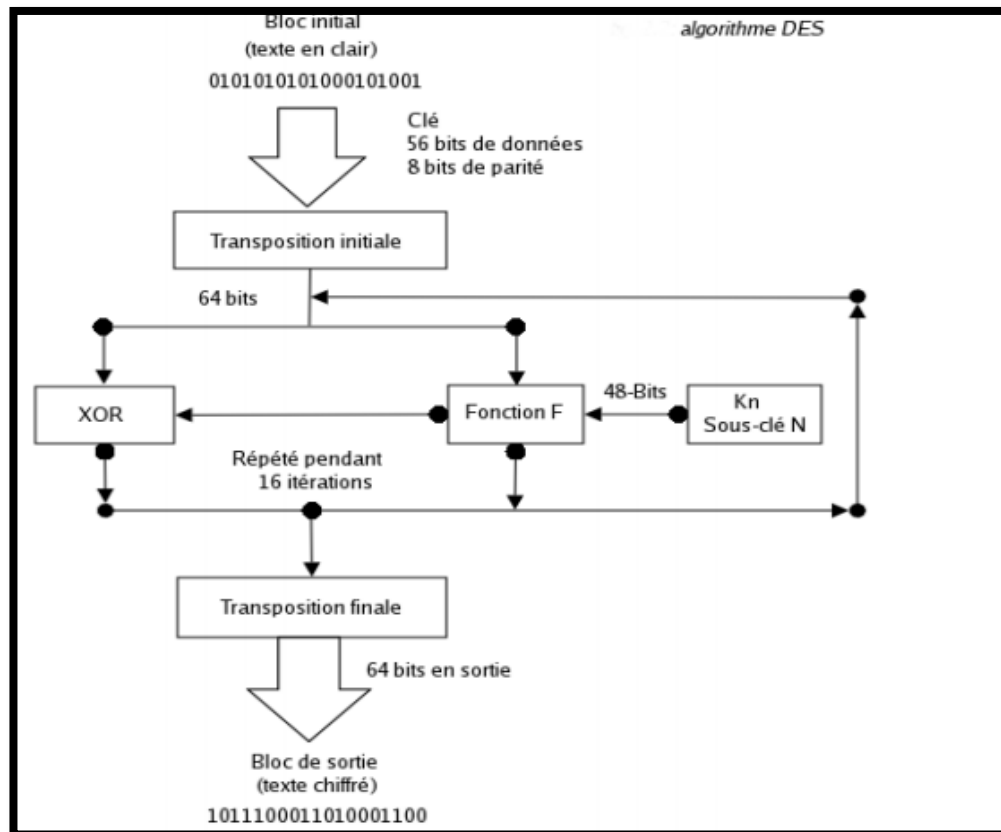 algorithme DES
Bloc initial
(texte en clair)
0101010101000101001
Clé
56 bits de données
8 bits de parité
Transposition initiale
64 bits
XOR
Fonction F
48-Bits
Kn
Sous-clé N
Répété pendant
16 itérations
Transposition finale
64 bits en sortie
Bloc de sortie
(texte chiffré)
1011100011010001100